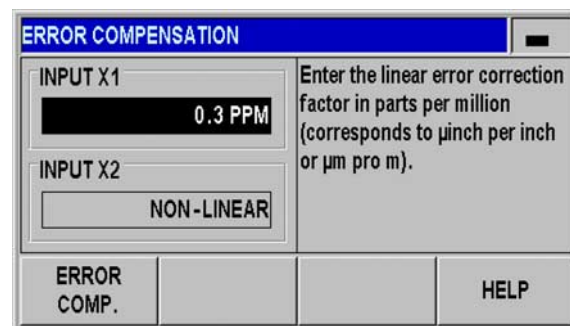 ERROR COMPENSATION
INPUT X1
0.3 PPM
INPUT X2
NON-LINEAR
Enter the linear error correction
factor in parts per million
(corresponds to µinch per inch
or µm pro m).
ERROR
COMP.
HELP